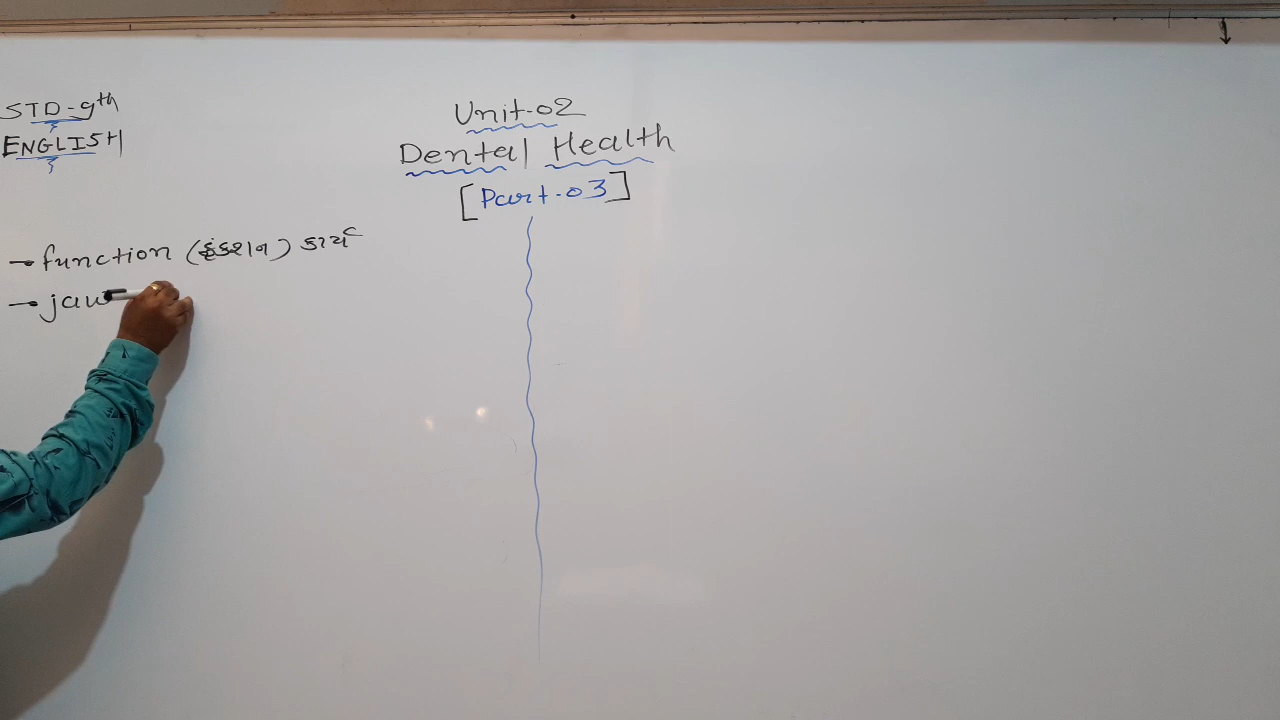 STD-9th
ENGLISH
Unit-02
Dental Health
[Part-03]
→ function ( ) કાર્ય
→ jaw